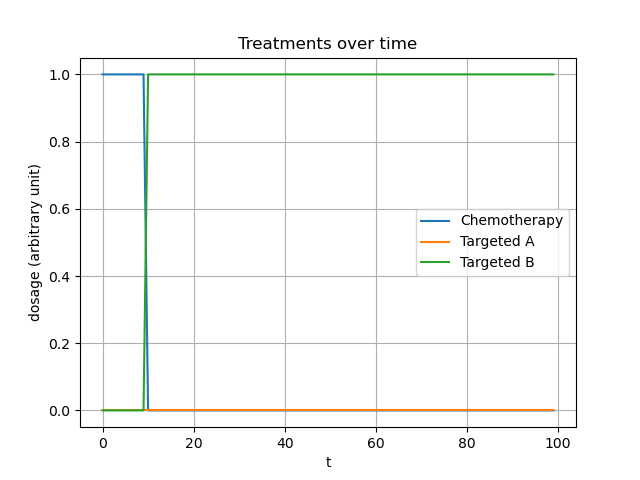 Treatments over time
1.0
0.8
0.6
0.4
0.2
0.0
dosage (arbitrary unit)
Chemotherapy
Targeted A
Targeted B
0 20 40 60 80 100
t